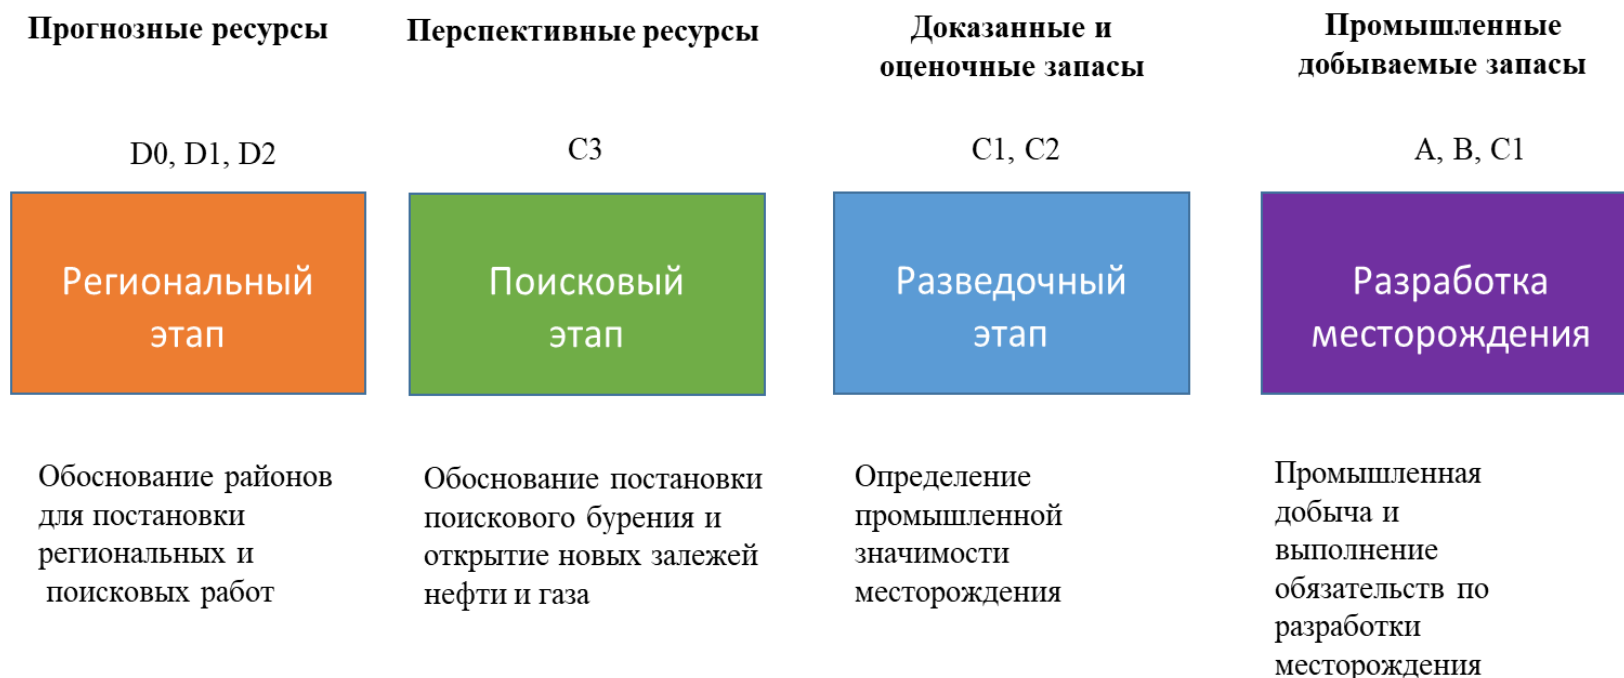 Прогнозные ресурсы
Перспективные ресурсы
Доказанные и
оценочные запасы
Промышленные
добываемые запасы
D0, D1, D2
C3
C1, C2
A, B, C1
Региональный
этап
Поисковый
этап
Разведочный
этап
Разработка
месторождения
Обоснование районов
для постановки
региональных и
поисковых работ
Обоснование постановки
поискового бурения и
открытие новых залежей
нефти и газа
Определение
промышленной
значимости
месторождения
Промышленная
добыча и
выполнение
обязательств по
разработки
месторождения